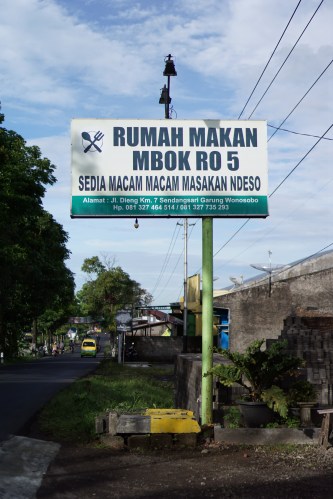 RUMAH MAKAN
MBOK RO 5
SEDIA MACAM MACAM MASAKAN NDESO
Alamat : Jl. Dieng Km. 7 Sendangsari Garung Wonosobo
Hp. 081 327 464 514 / 081 327 735 293